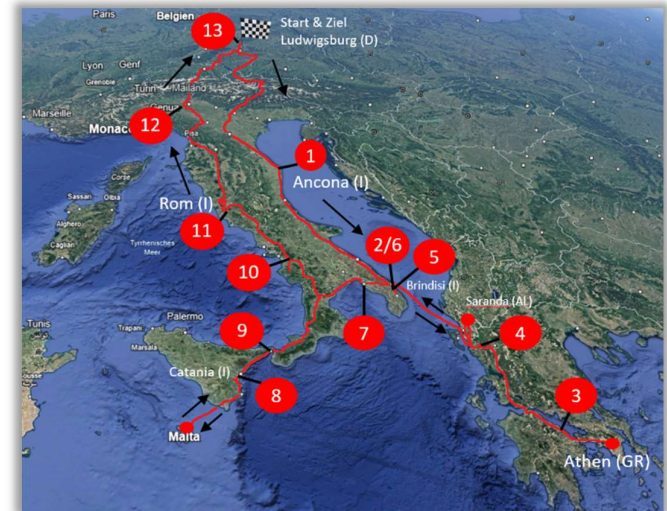 Paris
Belgien
13
Start & Ziel
Ludwigsburg (D)
Lyon
Genf
Grenoble
Turin
Mailand
Marseille
Genua
Monac
12
Pisa
1
Ancona (I)
Corse
Sassari
Olbia
Rom (I)
Alghero
11
2/6
5
Cagliari
Tyrrhenisches
Meer
10
Brindisi (I)
Saranda (AL)
4
Tunis
Palermo
Trapani
Marsala
9
7
Catania (I)
8
3
Malta
Athen (GR)